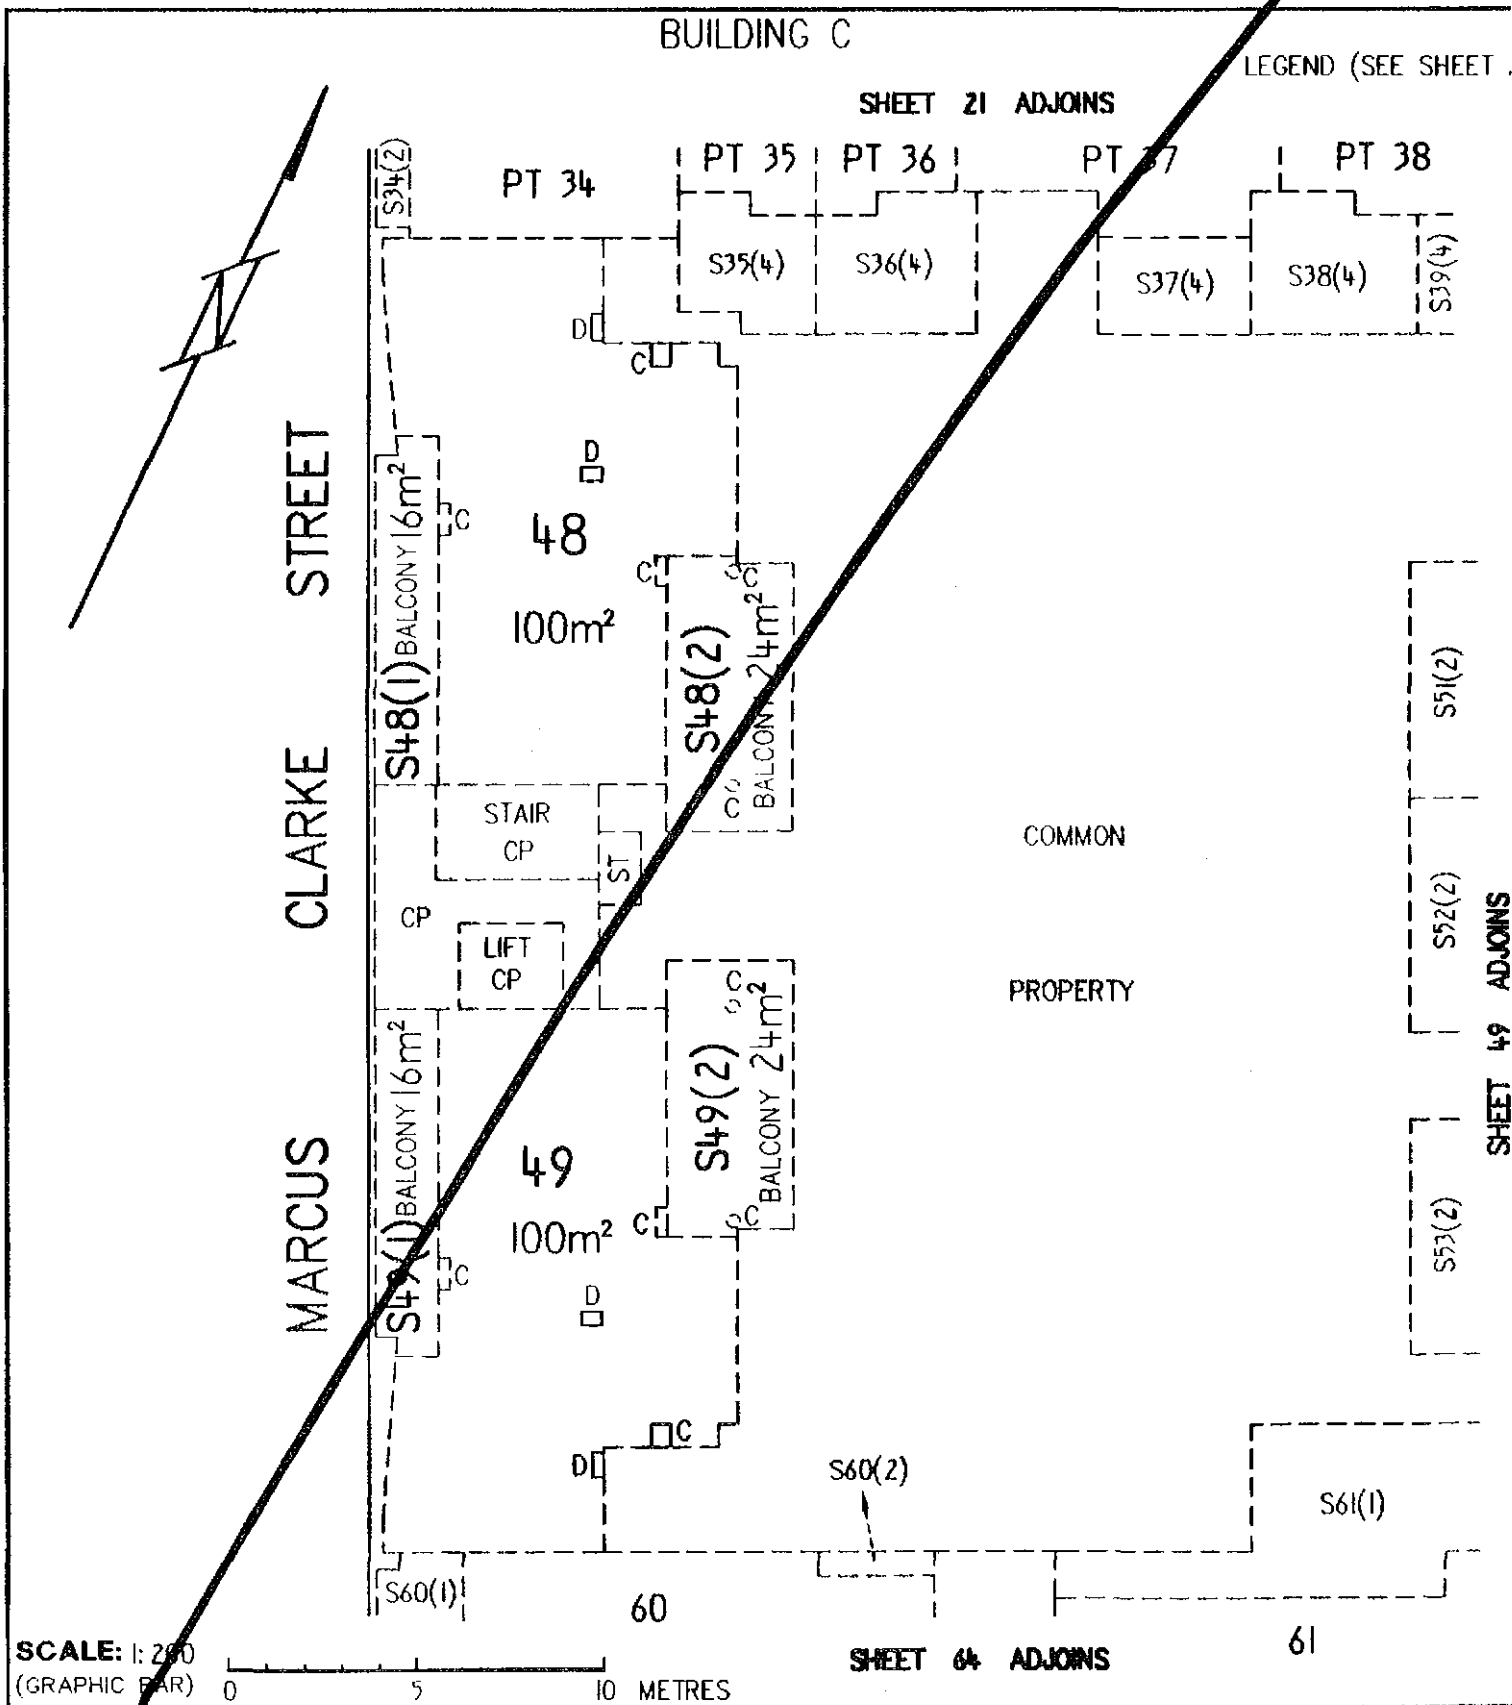 BUILDING C
LEGEND (SEE SHEET
SHEET 21 ADJOINS
S34(2)
PT 34
PT 35
PT 36
PT 37
PT 38
S35(4)
S36(4)
S37(4)
S38(4)
S39(4)
D
C
D
48
100m²
C
C
C
C
S48(1) BALCONY 16m²
S48(2)
BALCONY 24m²
MARCUS CLARKE STREET
STAIR
CP
ST
CP
LIFT
CP
COMMON
PROPERTY
S51(2)
S52(2)
S53(2)
SHEET 49 ADJOINS
C
S49(1) BALCONY 16m²
S49(2)
BALCONY 24m²
49
100m²
C
C
C
D
C
D
S60(2)
S61(1)
S60(1)
60
61
SHEET 64 ADJOINS
SCALE: 1: 200
(GRAPHIC BAR)
0 5 10 METRES